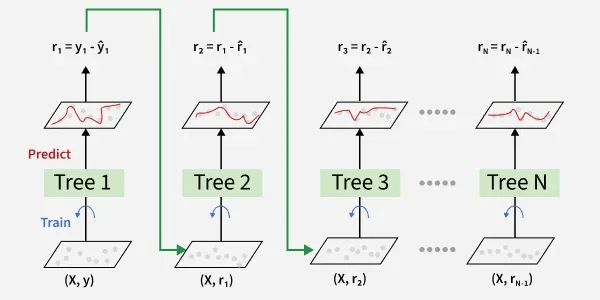 r₁ = y₁ - ŷ₁
r₂ = r₁ - r̂₁
r₃ = r₂ - r̂₂
r_N = r_N - r̂_N-1
Predict
Tree 1
Tree 2
Tree 3
Tree N
Train
(X, y)
(X, r₁)
(X, r₂)
(X, r_N-1)